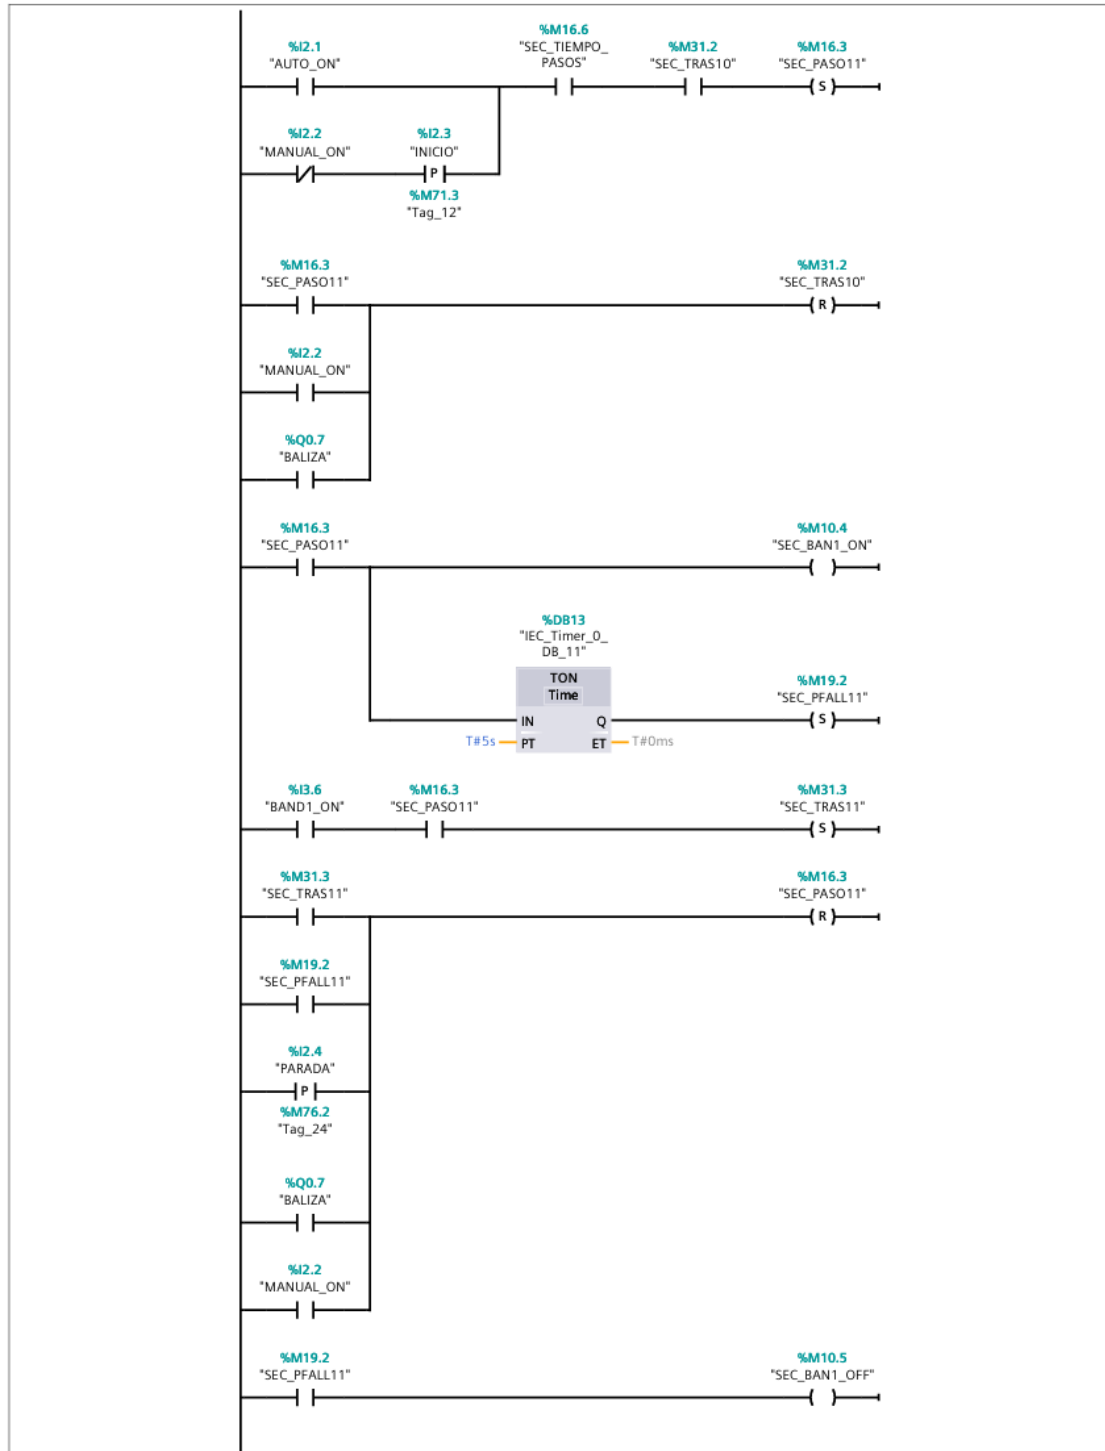 %I2.1
"AUTO_ON"
%M16.6
"SEC_TIEMPO_
PASOS"
%M31.2
"SEC_TRAS10"
%M16.3
"SEC_PASO11"
S
%I2.2
"MANUAL_ON"
%I2.3
"INICIO"
P
%M71.3
"Tag_12"
%M16.3
"SEC_PASO11"
%M31.2
"SEC_TRAS10"
R
%I2.2
"MANUAL_ON"
%Q0.7
"BALIZA"
%M16.3
"SEC_PASO11"
%M10.4
"SEC_BAN1_ON"
%DB13
"IEC_Timer_0_
DB_11"
TON
Time
IN Q
T#5s PT ET T#0ms
%M19.2
"SEC_PFALL11"
S
%I3.6
"BAND1_ON"
%M16.3
"SEC_PASO11"
%M31.3
"SEC_TRAS11"
S
%M31.3
"SEC_TRAS11"
%M16.3
"SEC_PASO11"
R
%M19.2
"SEC_PFALL11"
%I2.4
"PARADA"
P
%M76.2
"Tag_24"
%Q0.7
"BALIZA"
%I2.2
"MANUAL_ON"
%M19.2
"SEC_PFALL11"
%M10.5
"SEC_BAN1_OFF"